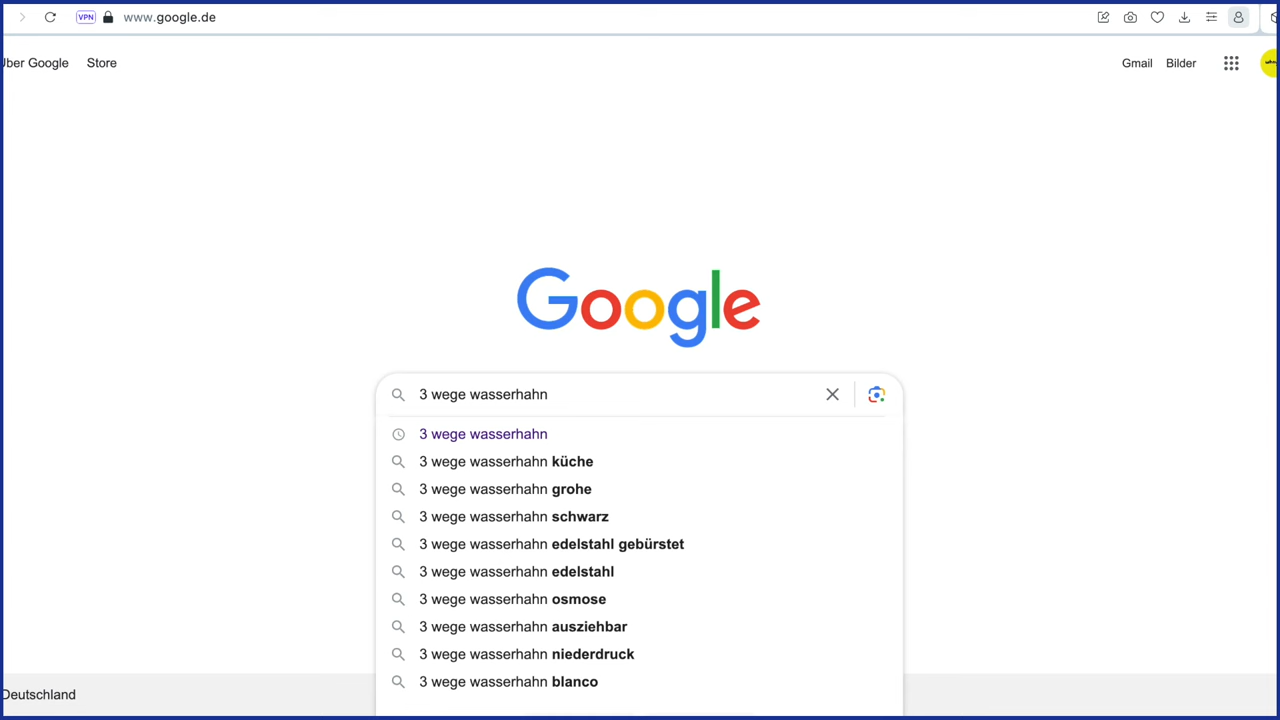 VPN www.google.de
ber Google Store
Gmail Bilder
Google
3 wege wasserhahn
3 wege wasserhahn
3 wege wasserhahn küche
3 wege wasserhahn grohe
3 wege wasserhahn schwarz
3 wege wasserhahn edelstahl gebürstet
3 wege wasserhahn edelstahl
3 wege wasserhahn osmose
3 wege wasserhahn ausziehbar
3 wege wasserhahn niederdruck
3 wege wasserhahn blanco
Deutschland